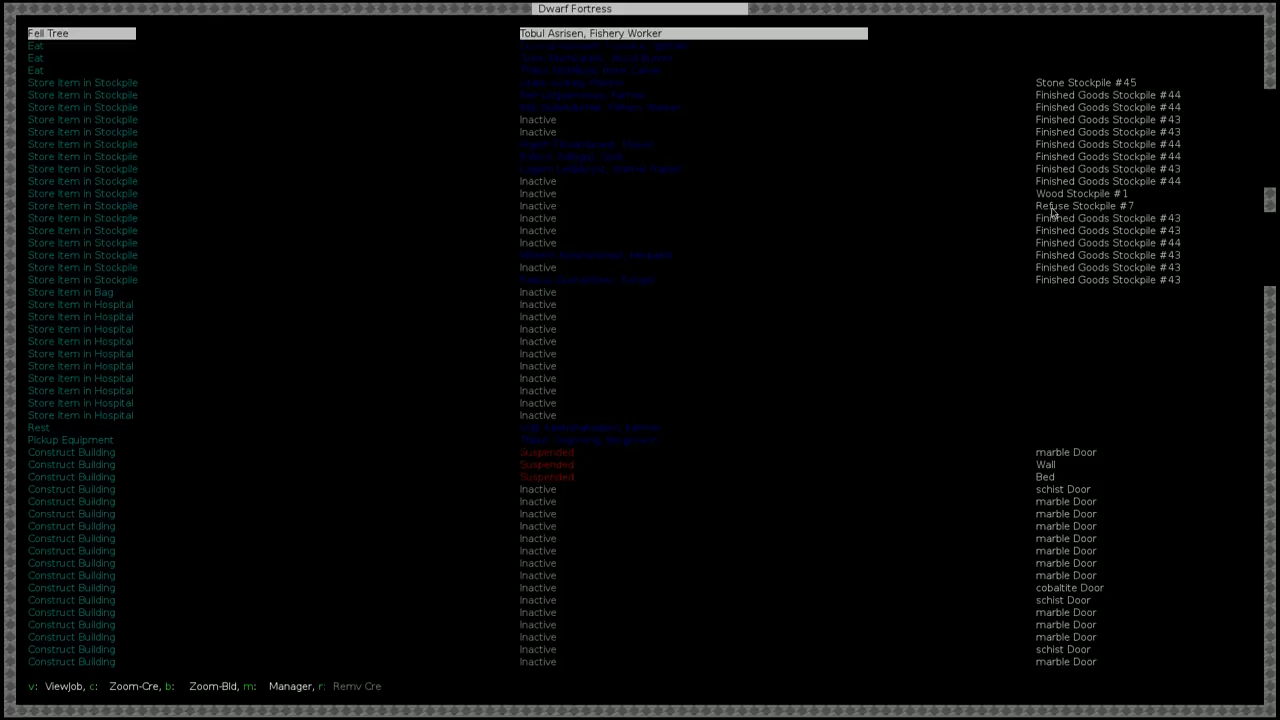 Dwarf Fortress
Fell Tree Tobul Asrisen, Fishery Worker
Eat
Eat
Eat
Store Item in Stockpile Stone Stockpile #45
Store Item in Stockpile Finished Goods Stockpile #44
Store Item in Stockpile Finished Goods Stockpile #44
Store Item in Stockpile Inactive Finished Goods Stockpile #43
Store Item in Stockpile Inactive Finished Goods Stockpile #43
Store Item in Stockpile Finished Goods Stockpile #44
Store Item in Stockpile Finished Goods Stockpile #44
Store Item in Stockpile Finished Goods Stockpile #43
Store Item in Stockpile Inactive Finished Goods Stockpile #44
Store Item in Stockpile Inactive Wood Stockpile #1
Store Item in Stockpile Inactive Refuse Stockpile #7
Store Item in Stockpile Inactive Finished Goods Stockpile #43
Store Item in Stockpile Inactive Finished Goods Stockpile #43
Store Item in Stockpile Inactive Finished Goods Stockpile #44
Store Item in Stockpile Finished Goods Stockpile #43
Store Item in Stockpile Inactive Finished Goods Stockpile #43
Store Item in Stockpile Finished Goods Stockpile #43
Store Item in Bag Inactive
Store Item in Hospital Inactive
Store Item in Hospital Inactive
Store Item in Hospital Inactive
Store Item in Hospital Inactive
Store Item in Hospital Inactive
Store Item in Hospital Inactive
Store Item in Hospital Inactive
Store Item in Hospital Inactive
Store Item in Hospital Inactive
Store Item in Hospital Inactive
Rest
Pickup Equipment
Construct Building Suspended marble Door
Construct Building Suspended Wall
Construct Building Suspended Bed
Construct Building Inactive schist Door
Construct Building Inactive marble Door
Construct Building Inactive marble Door
Construct Building Inactive marble Door
Construct Building Inactive marble Door
Construct Building Inactive marble Door
Construct Building Inactive marble Door
Construct Building Inactive marble Door
Construct Building Inactive cobaltite Door
Construct Building Inactive schist Door
Construct Building Inactive marble Door
Construct Building Inactive marble Door
Construct Building Inactive marble Door
Construct Building Inactive schist Door
Construct Building Inactive marble Door
v: ViewJob, c: Zoom-Cre, b: Zoom-Bld, m: Manager, r: Remv Cre